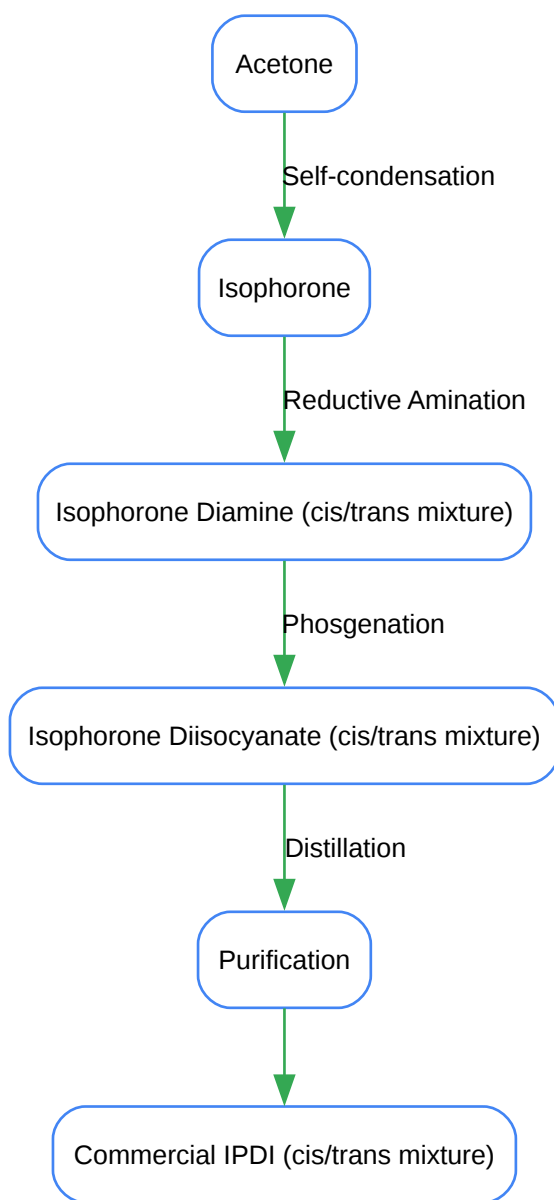 Acetone
Self-condensation
Isophorone
Reductive Amination
Isophorone Diamine (cis/trans mixture)
Phosgenation
Isophorone Diisocyanate (cis/trans mixture)
Distillation
Purification
Commercial IPDI (cis/trans mixture)